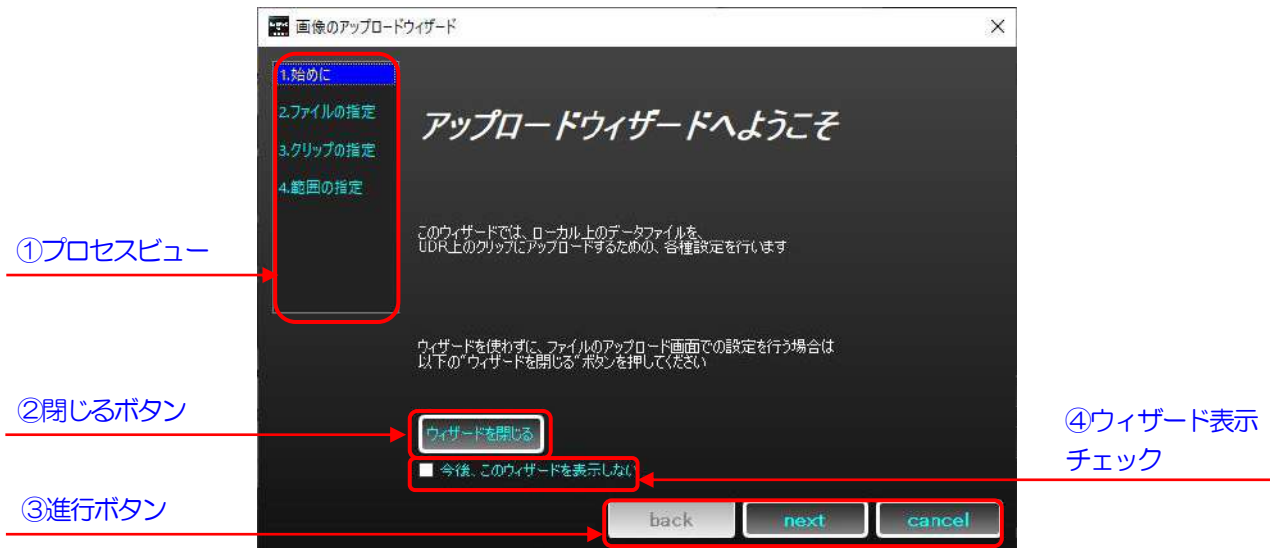 画像のアップロードウィザード
1.始めに
2.ファイルの指定
3.クリップの指定
4.範囲の指定
アップロードウィザードへようこそ
このウィザードでは、ローカル上のデータファイルを、
UDR上のクリップにアップロードするための、各種設定を行います
①プロセスビュー
ウィザードを使わずに、ファイルのアップロード画面での設定を行う場合は
以下の"ウィザードを閉じる"ボタンを押してください
②閉じるボタン
ウィザードを閉じる
④ウィザード表示
チェック
今後、このウィザードを表示しない
③進行ボタン
back
next
cancel